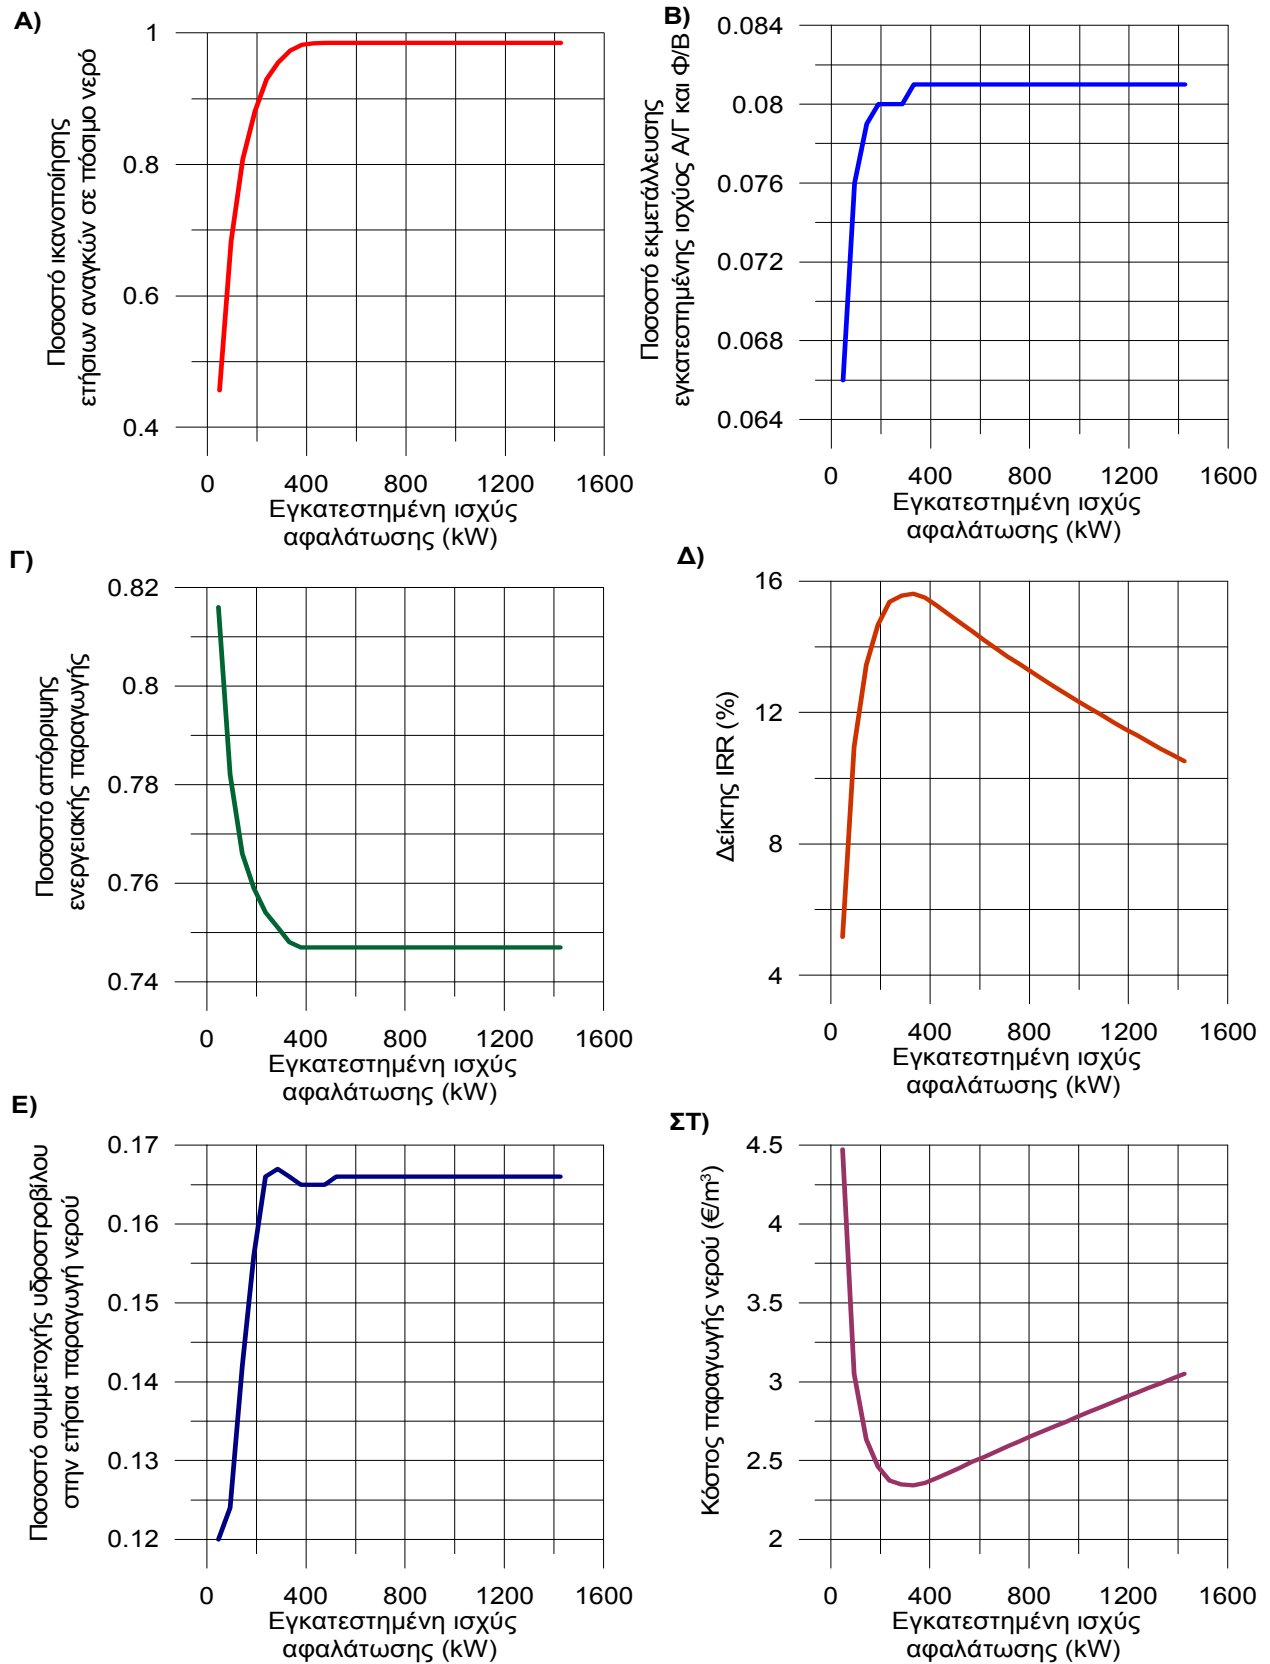 Α)
Ποσοστό ικανοποίησης
ετήσιων αναγκών σε πόσιμο νερό
1
0.8
0.6
0.4
0 400 800 1200 1600
Εγκατεστημένη ισχύς
αφαλάτωσης (kW)
Β)
Ποσοστό εκμετάλλευσης
εγκατεστημένης ισχύος Α/Γ και Φ/Β
0.084
0.08
0.076
0.072
0.068
0.064
0 400 800 1200 1600
Εγκατεστημένη ισχύς
αφαλάτωσης (kW)
Γ)
Ποσοστό απόρριψης
ενεργειακής παραγωγής
0.82
0.8
0.78
0.76
0.74
0 400 800 1200 1600
Εγκατεστημένη ισχύς
αφαλάτωσης (kW)
Δ)
Δείκτης IRR (%)
16
12
8
4
0 400 800 1200 1600
Εγκατεστημένη ισχύς
αφαλάτωσης (kW)
Ε)
Ποσοστό συμμετοχής υδροστροβίλου
στην ετήσια παραγωγή νερού
0.17
0.16
0.15
0.14
0.13
0.12
0 400 800 1200 1600
Εγκατεστημένη ισχύς
αφαλάτωσης (kW)
ΣΤ)
Κόστος παραγωγής νερού (€/m³)
4.5
4
3.5
3
2.5
2
0 400 800 1200 1600
Εγκατεστημένη ισχύς
αφαλάτωσης (kW)